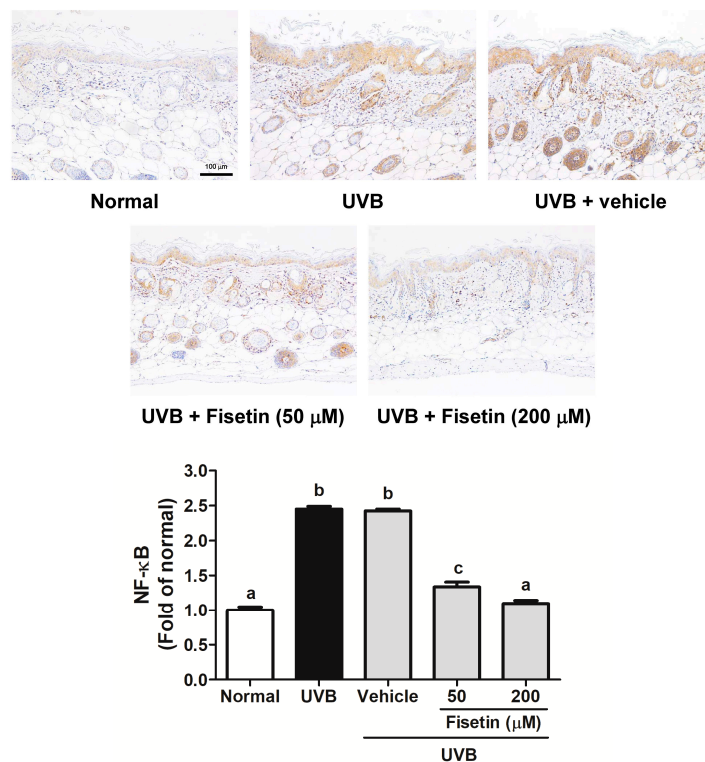 100 μm
Normal
UVB
UVB + vehicle
UVB + Fisetin (50 μM)
UVB + Fisetin (200 μM)
NF-κB
(Fold of normal)
3.0
2.5
2.0
1.5
1.0
0.5
0.0
a
b
b
c
a
Normal
UVB
Vehicle
50
200
Fisetin (μM)
UVB